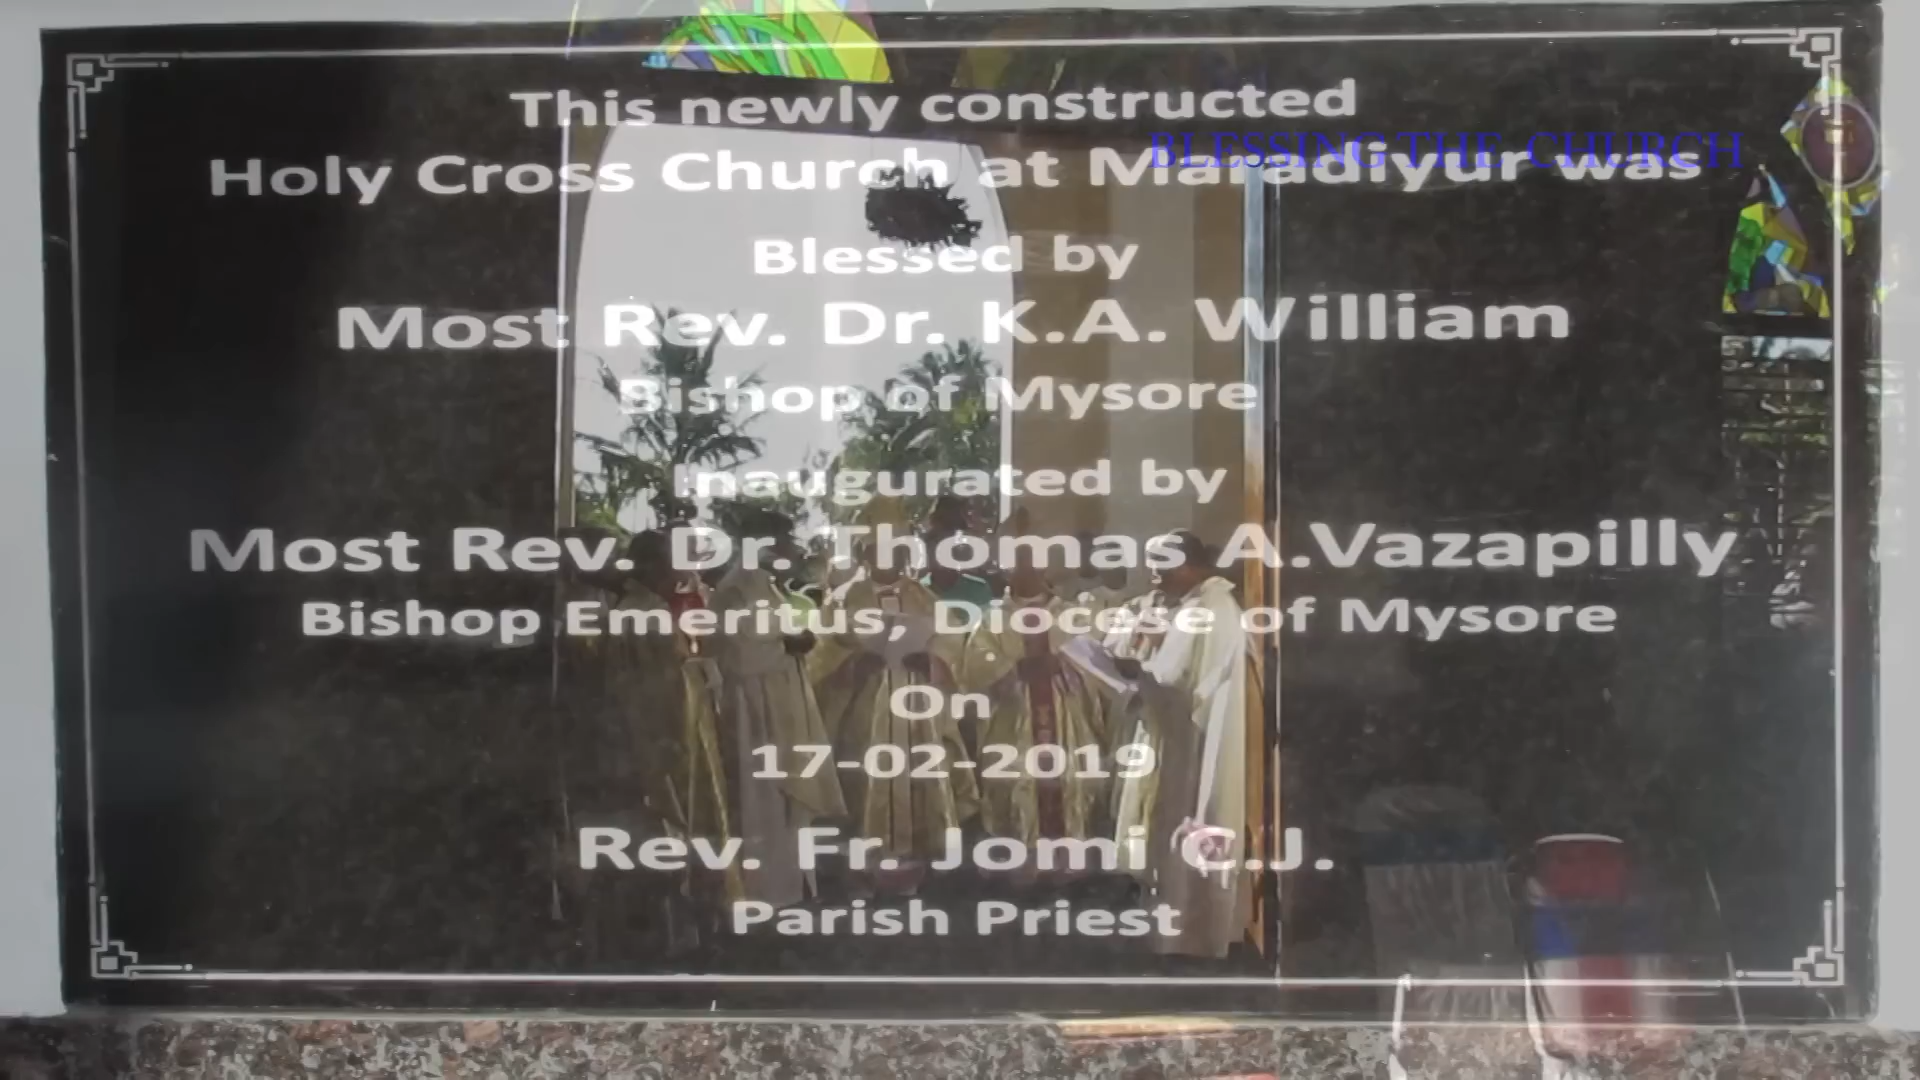 This newly constructed
Holy Cross Church at Maradiyur was
BLESSING THE CHURCH
Blessed by
Most Rev. Dr. K.A. William
Bishop of Mysore
Inaugurated by
Most Rev. Dr. Thomas A.Vazapilly
Bishop Emeritus, Diocese of Mysore
On
17-02-2019
Rev. Fr. Jomi C.J.
Parish Priest